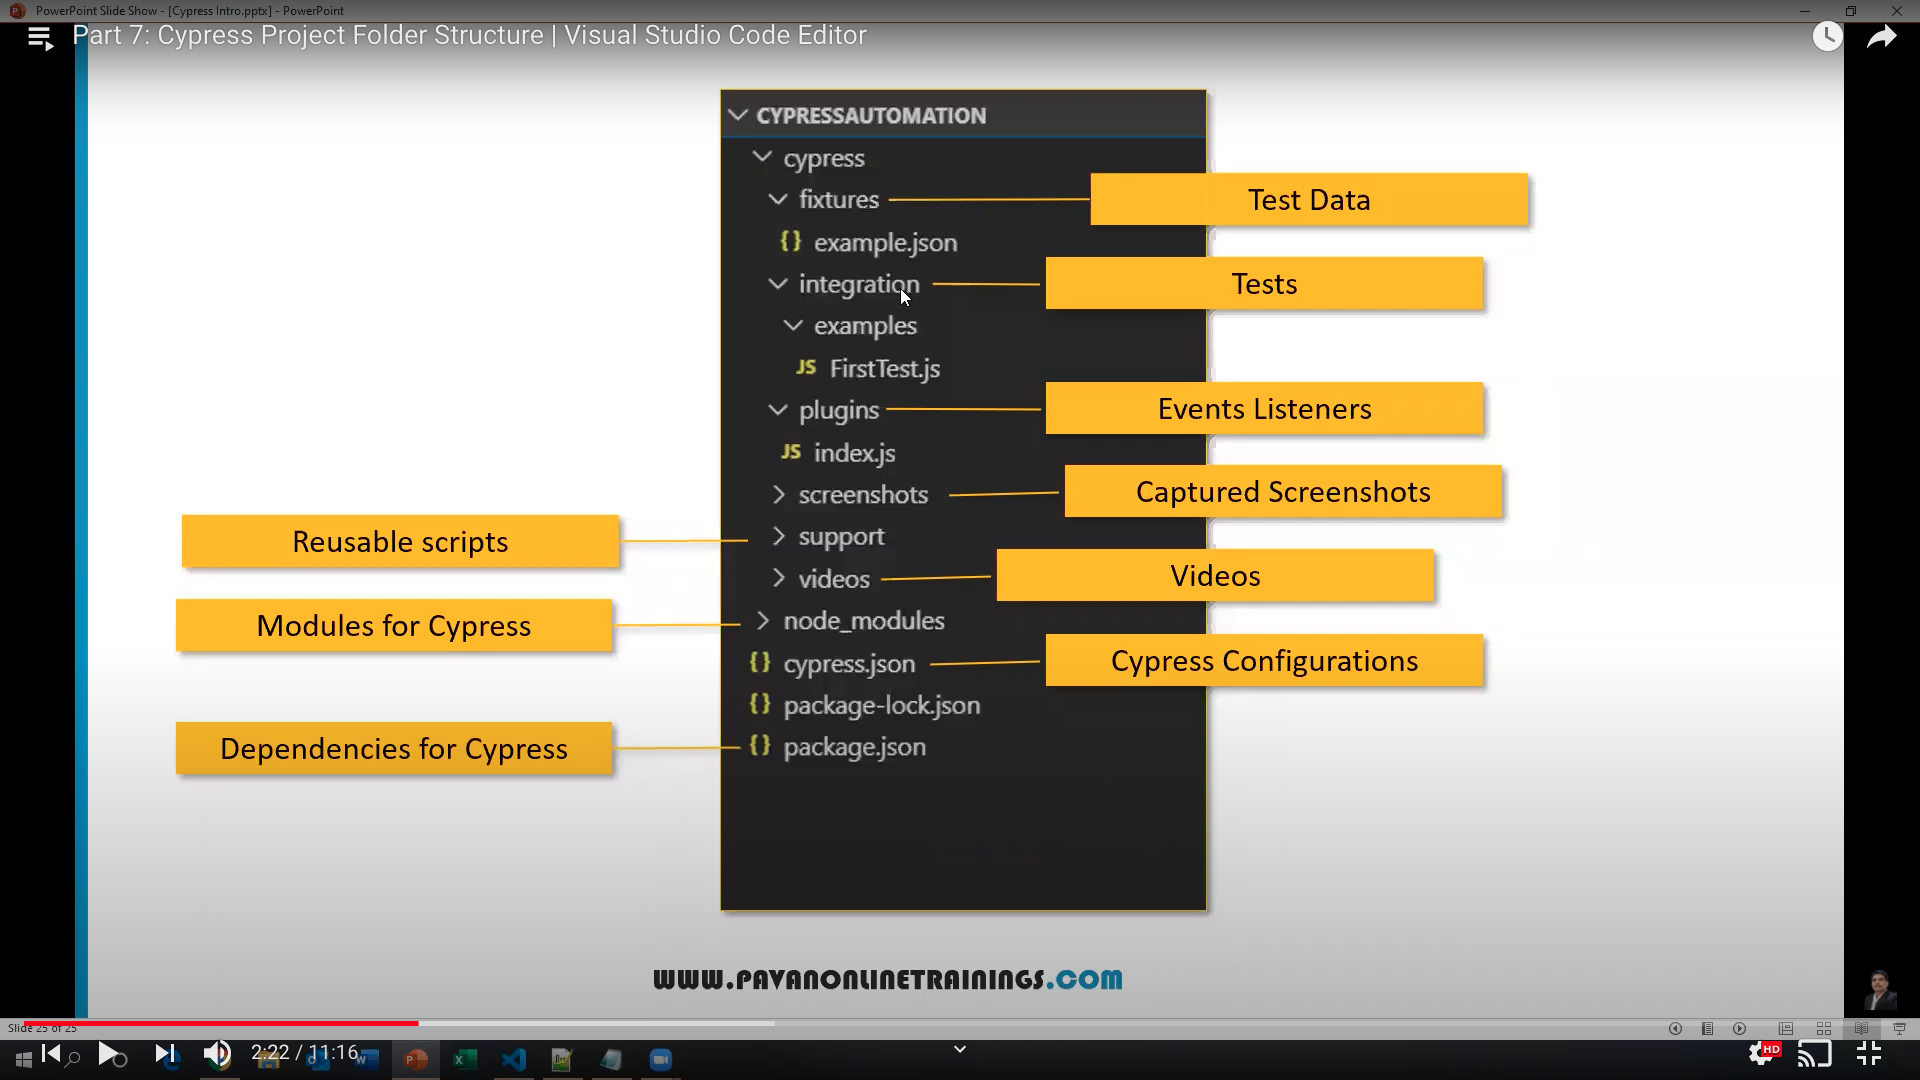 PowerPoint Slide Show - [Cypress Intro.pptx] - PowerPoint
Part 7: Cypress Project Folder Structure | Visual Studio Code Editor
CYPRESSAUTOMATION
cypress
fixtures
Test Data
{} example.json
integration
Tests
examples
JS FirstTest.js
plugins
Events Listeners
JS index.js
screenshots
Captured Screenshots
Reusable scripts
support
videos
Videos
Modules for Cypress
node_modules
{} cypress.json
Cypress Configurations
{} package-lock.json
Dependencies for Cypress
{} package.json
WWW.PAVANONLINETRAININGS.COM
Slide 25 of 25
2:22 / 11:16
HD